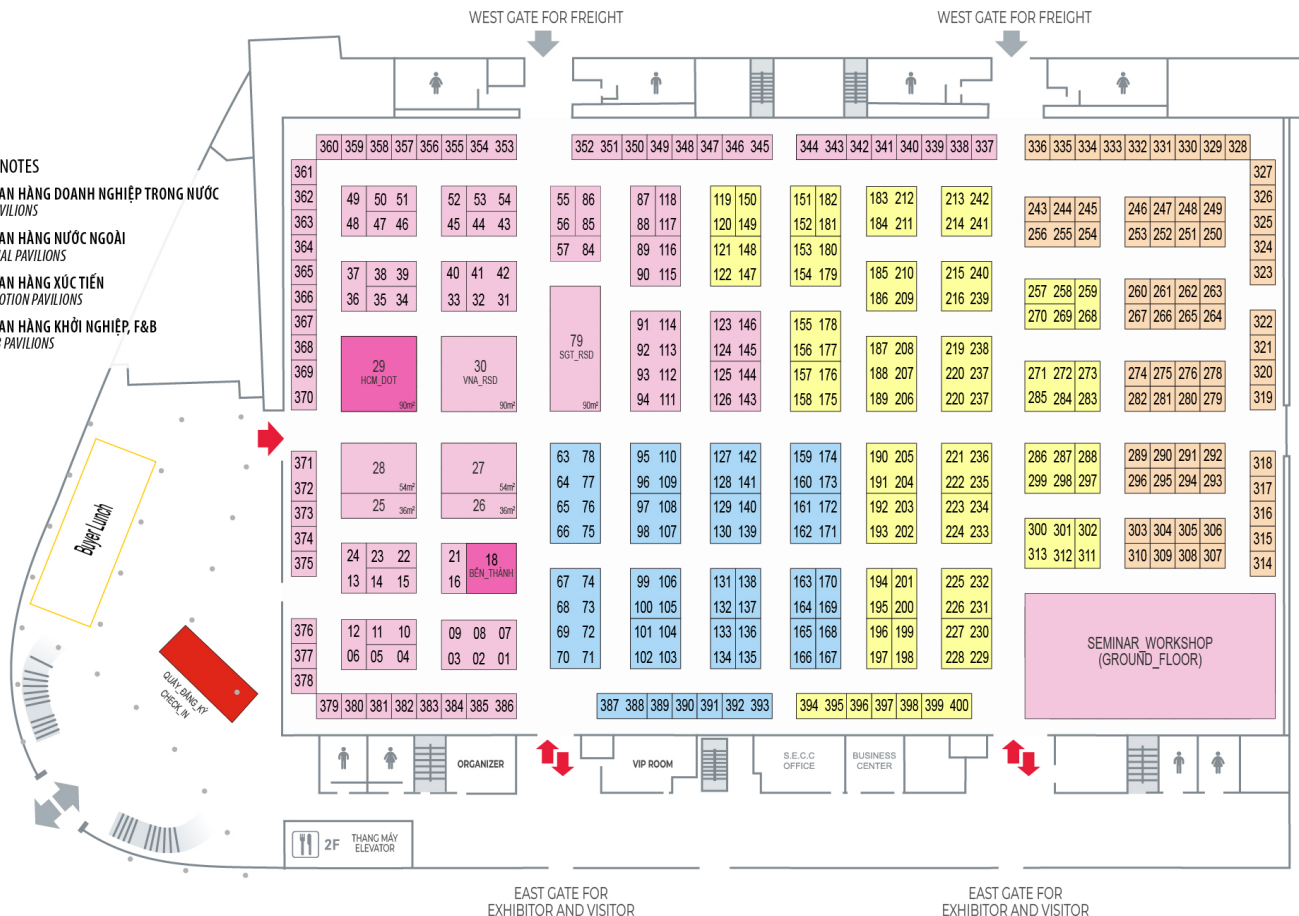 WEST GATE FOR FREIGHT
WEST GATE FOR FREIGHT
NOTES
AN HÀNG DOANH NGHIỆP TRONG NƯỚC
AVILIONS
AN HÀNG NƯỚC NGOÀI
AL PAVILIONS
AN HÀNG XÚC TIẾN
OTION PAVILIONS
AN HÀNG KHỞI NGHIỆP, F&B
B PAVILIONS
360 359 358 357 356 355 354 353
352 351 350 349 348 347 346 345
344 343 342 341 340 339 338 337
336 335 334 333 332 331 330 329 328
361
362
363
364
365
366
367
368
369
370
371
372
373
374
375
376
377
378
49 50 51
48 47 46
52 53 54
45 44 43
37 38 39
36 35 34
40 41 42
33 32 31
29
HCM_DOT
90m²
30
VNA_RSD
90m²
28
54m²
25
36m²
27
54m²
26
36m²
24 23 22
13 14 15
21
16
18
BẾN_THÀNH
12 11 10
06 05 04
09 08 07
03 02 01
55 86
56 85
57 84
79
SGT_RSD
90m²
63 78
64 77
65 76
66 75
67 74
68 73
69 72
70 71
87 118
88 117
89 116
90 115
91 114
92 113
93 112
94 111
95 110
96 109
97 108
98 107
99 106
100 105
101 104
102 103
119 150
120 149
121 148
122 147
123 146
124 145
125 144
126 143
127 142
128 141
129 140
130 139
131 138
132 137
133 136
134 135
151 182
152 181
153 180
154 179
155 178
156 177
157 176
158 175
159 174
160 173
161 172
162 171
163 170
164 169
165 168
166 167
183 212
184 211
185 210
186 209
187 208
188 207
189 206
190 205
191 204
192 203
193 202
194 201
195 200
196 199
197 198
213 242
214 241
215 240
216 239
219 238
220 237
220 237
221 236
222 235
223 234
224 233
225 232
226 231
227 230
228 229
243 244 245
256 255 254
246 247 248 249
253 252 251 250
257 258 259
270 269 268
260 261 262 263
267 266 265 264
271 272 273
285 284 283
274 275 276 278
282 281 280 279
286 287 288
299 298 297
289 290 291 292
296 295 294 293
300 301 302
313 312 311
303 304 305 306
310 309 308 307
327
326
325
324
323
322
321
320
319
318
317
316
315
314
SEMINAR_WORKSHOP
(GROUND_FLOOR)
379 380 381 382 383 384 385 386
387 388 389 390 391 392 393
394 395 396 397 398 399 400
Buyer Lunch
QUẦY_ĐĂNG_KÝ
CHECK_IN
ORGANIZER
VIP ROOM
S.E.C.C
OFFICE
BUSINESS
CENTER
2F
THANG MÁY
ELEVATOR
EAST GATE FOR
EXHIBITOR AND VISITOR
EAST GATE FOR
EXHIBITOR AND VISITOR